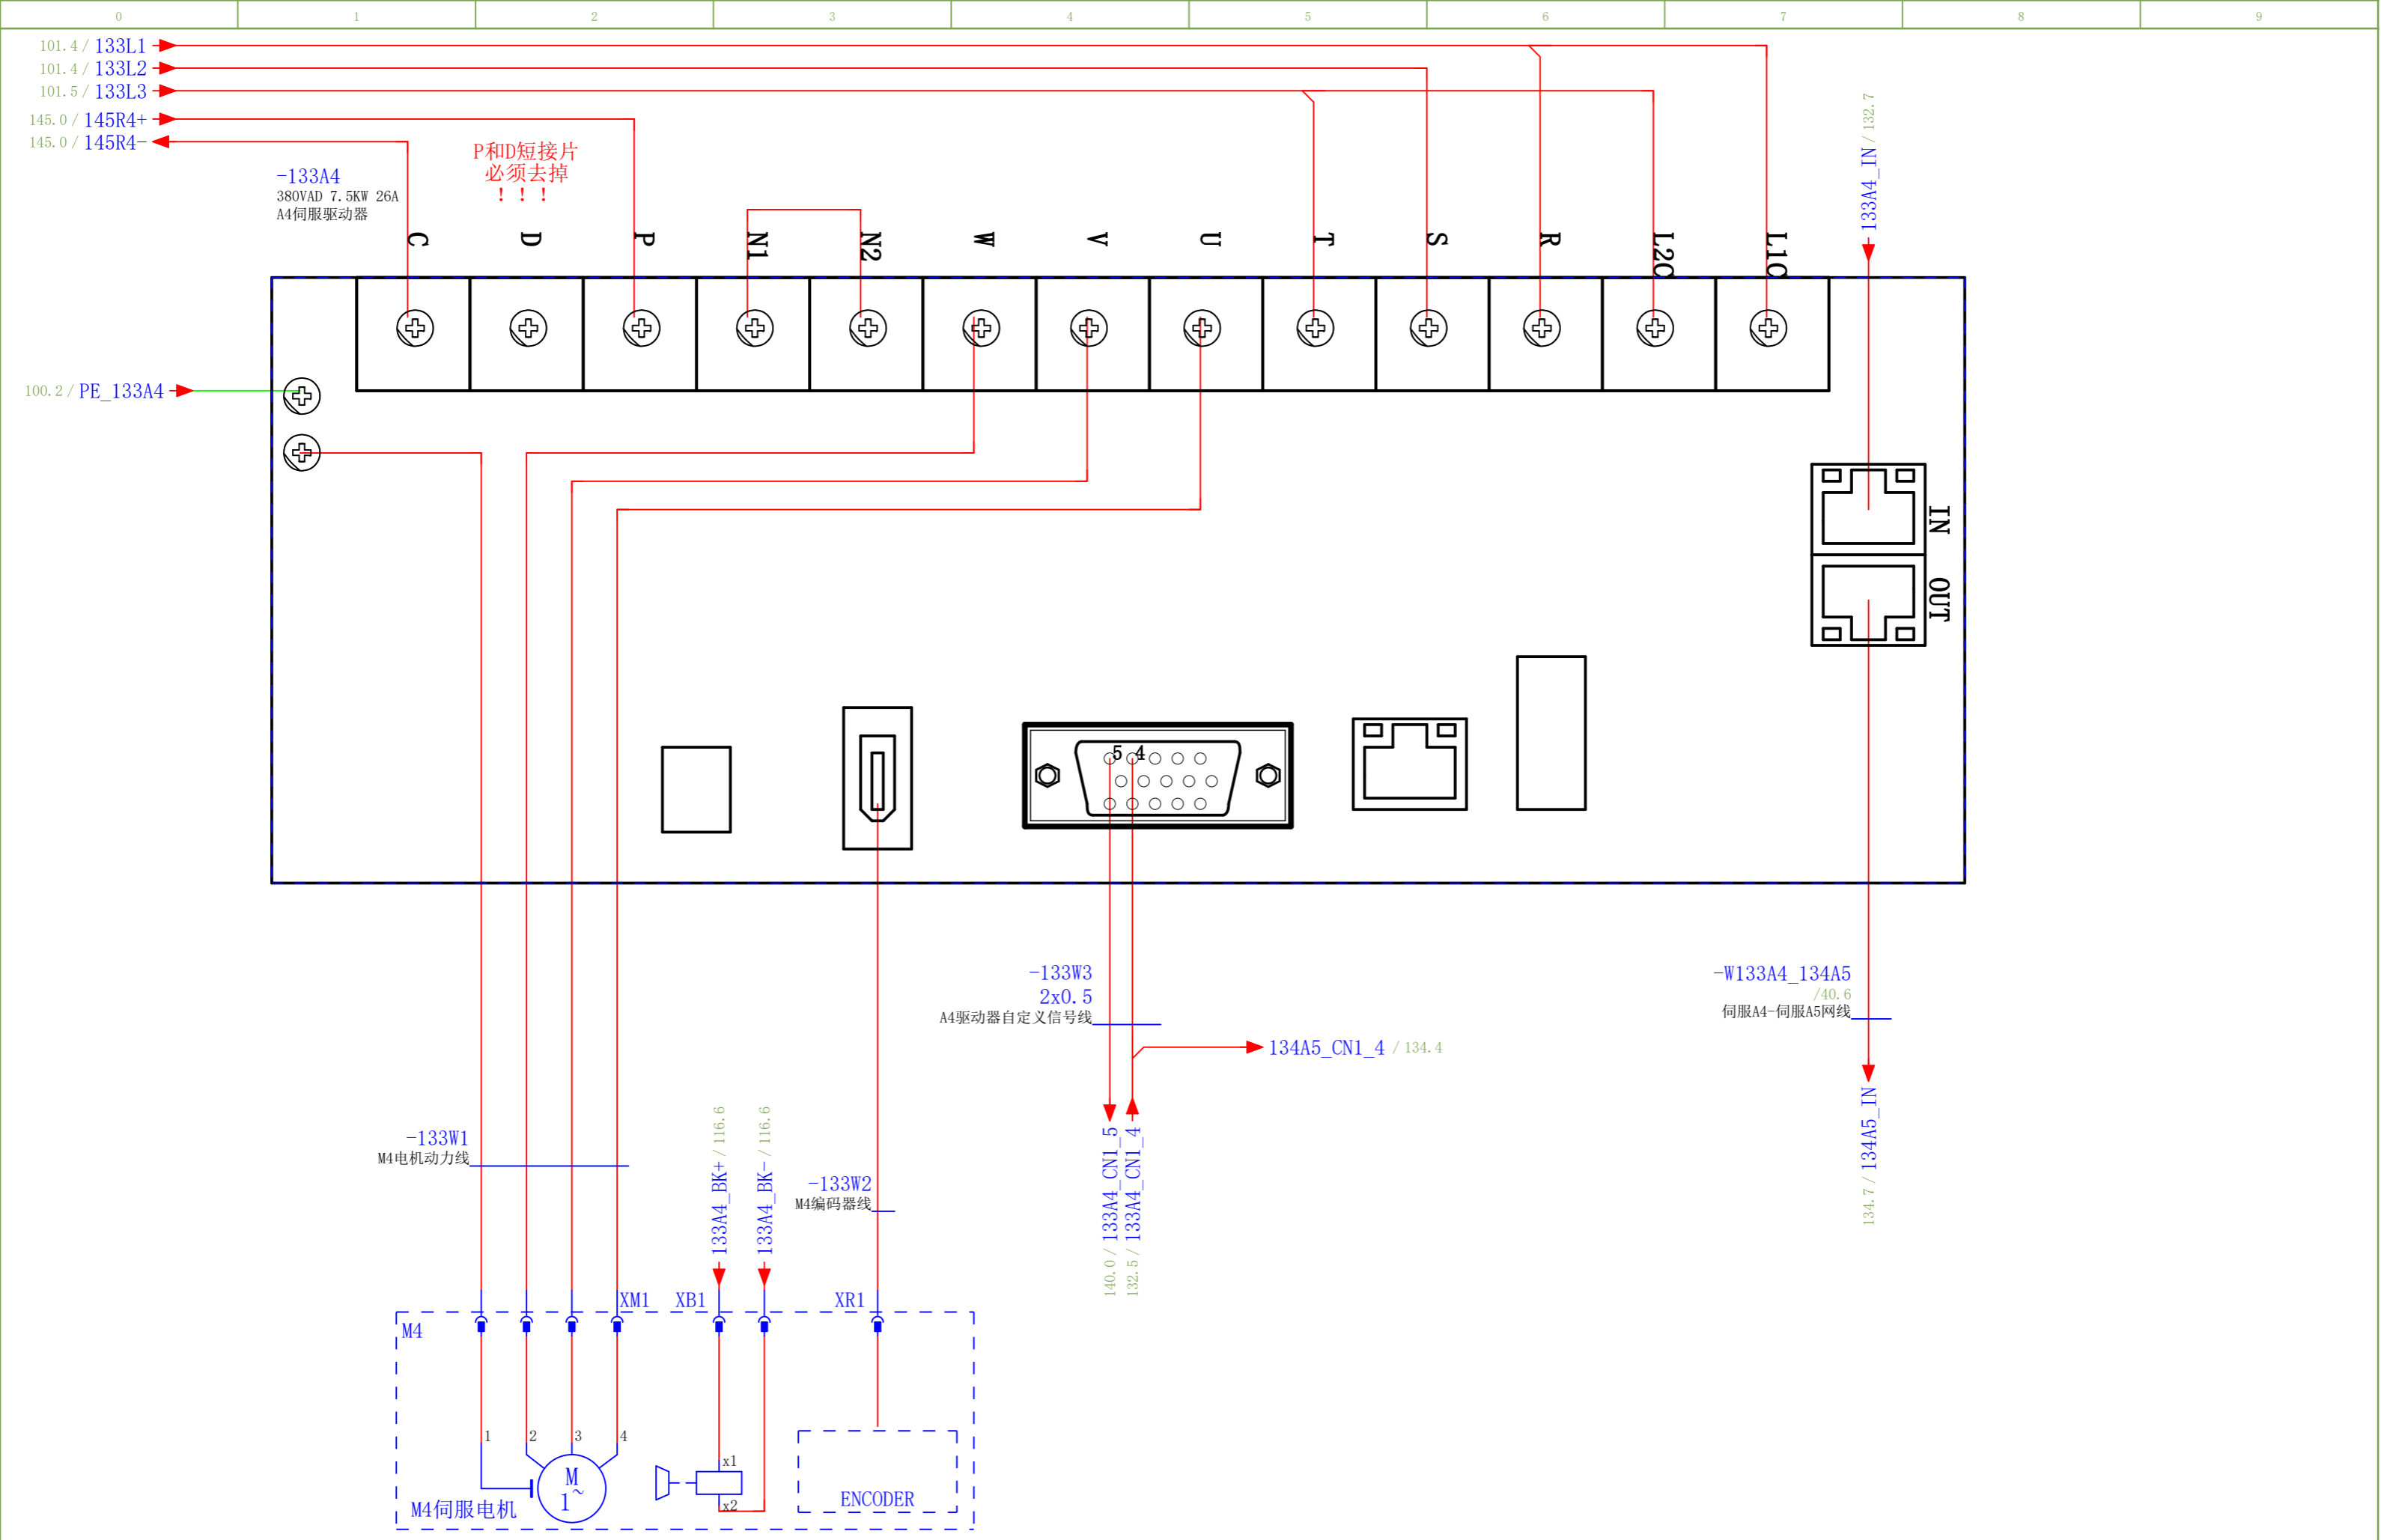 0 1 2 3 4 5 6 7 8 9
101.4 / 133L1
101.4 / 133L2
101.5 / 133L3
145.0 / 145R4+
145.0 / 145R4-
P和D短接片
必须去掉
！！！
-133A4
380VAD 7.5KW 26A
A4伺服驱动器
133A4_IN / 132.7
C D P N1 N2 W V U T S R L2C L1C
100.2 / PE_133A4
IN
OUT
5 4
-133W3
2x0.5
A4驱动器自定义信号线
-W133A4_134A5
/40.6
伺服A4-伺服A5网线
134A5_CN1_4 / 134.4
-133W1
M4电机动力线
133A4_BK+ / 116.6
133A4_BK- / 116.6
-133W2
M4编码器线
140.0 / 133A4_CN1_5
132.5 / 133A4_CN1_4
134.7 / 134A5_IN
XM1 XB1 XR1
M4
1 2 3 4
x1
x2
M
1~
M4伺服电机
ENCODER